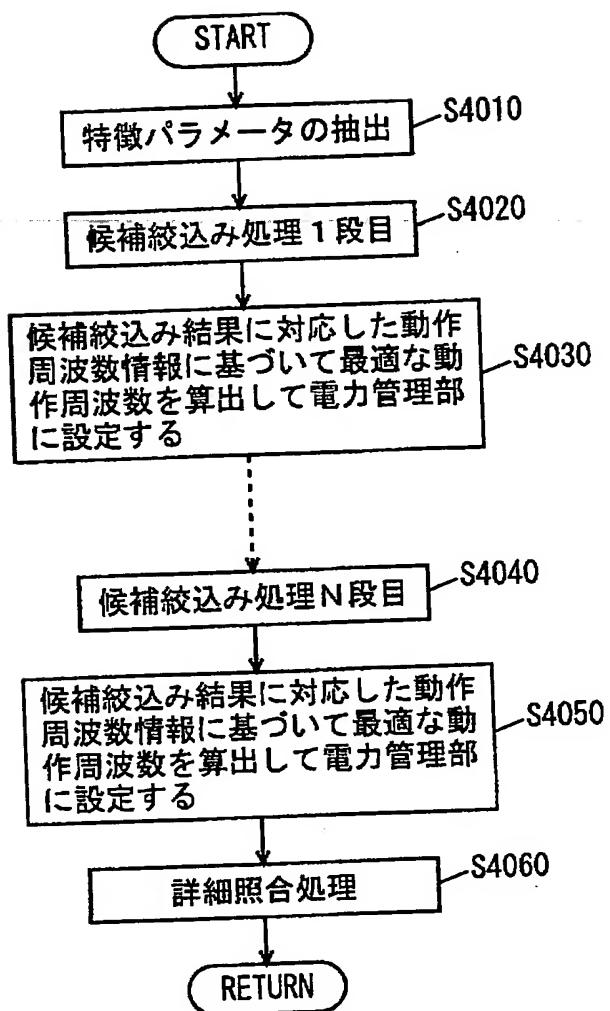 START
特徴パラメータの抽出
S4010
候補絞込み処理1段目
S4020
候補絞込み結果に対応した動作
周波数情報に基づいて最適な動
作周波数を算出して電力管理部
に設定する
S4030
候補絞込み処理N段目
S4040
候補絞込み結果に対応した動作
周波数情報に基づいて最適な動
作周波数を算出して電力管理部
に設定する
S4050
詳細照合処理
S4060
RETURN